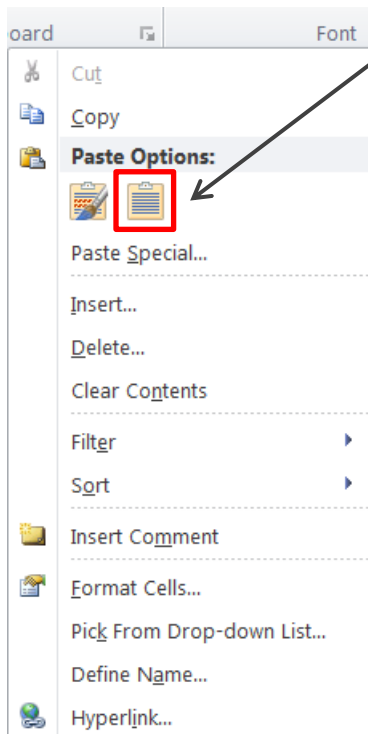 oard Font
Cut
Copy
Paste Options:
Paste Special...
Insert...
Delete...
Clear Contents
Filter
Sort
Insert Comment
Format Cells...
Pick From Drop-down List...
Define Name...
Hyperlink...